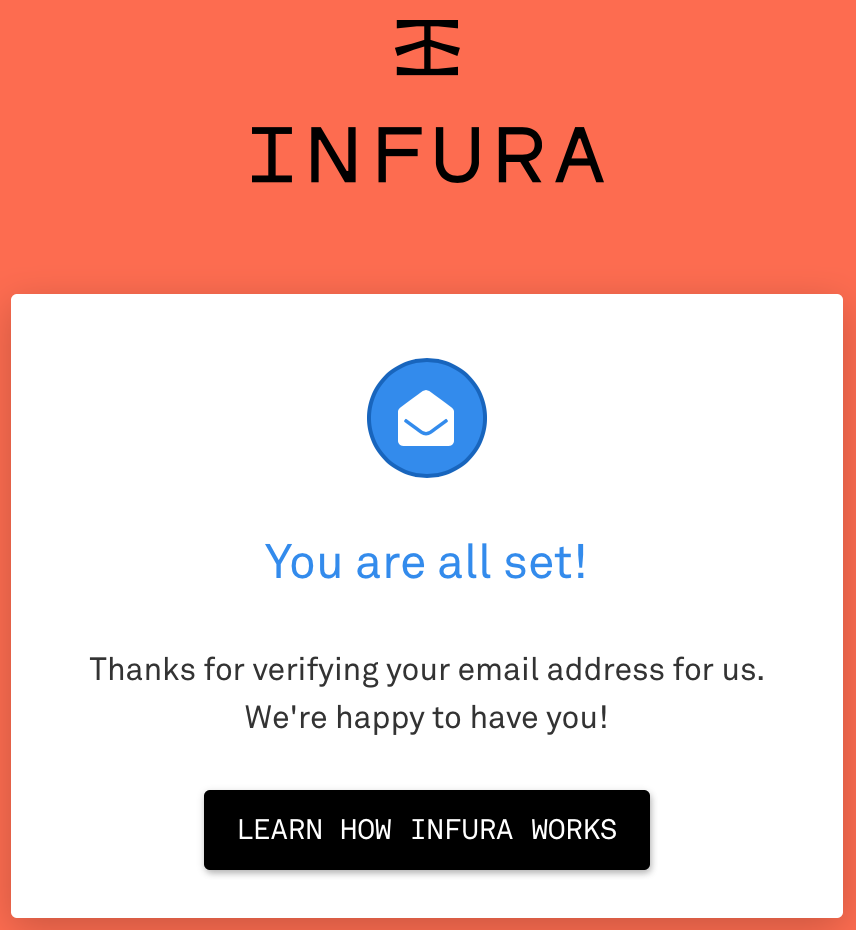 INFURA
You are all set!
Thanks for verifying your email address for us.
We're happy to have you!
LEARN HOW INFURA WORKS